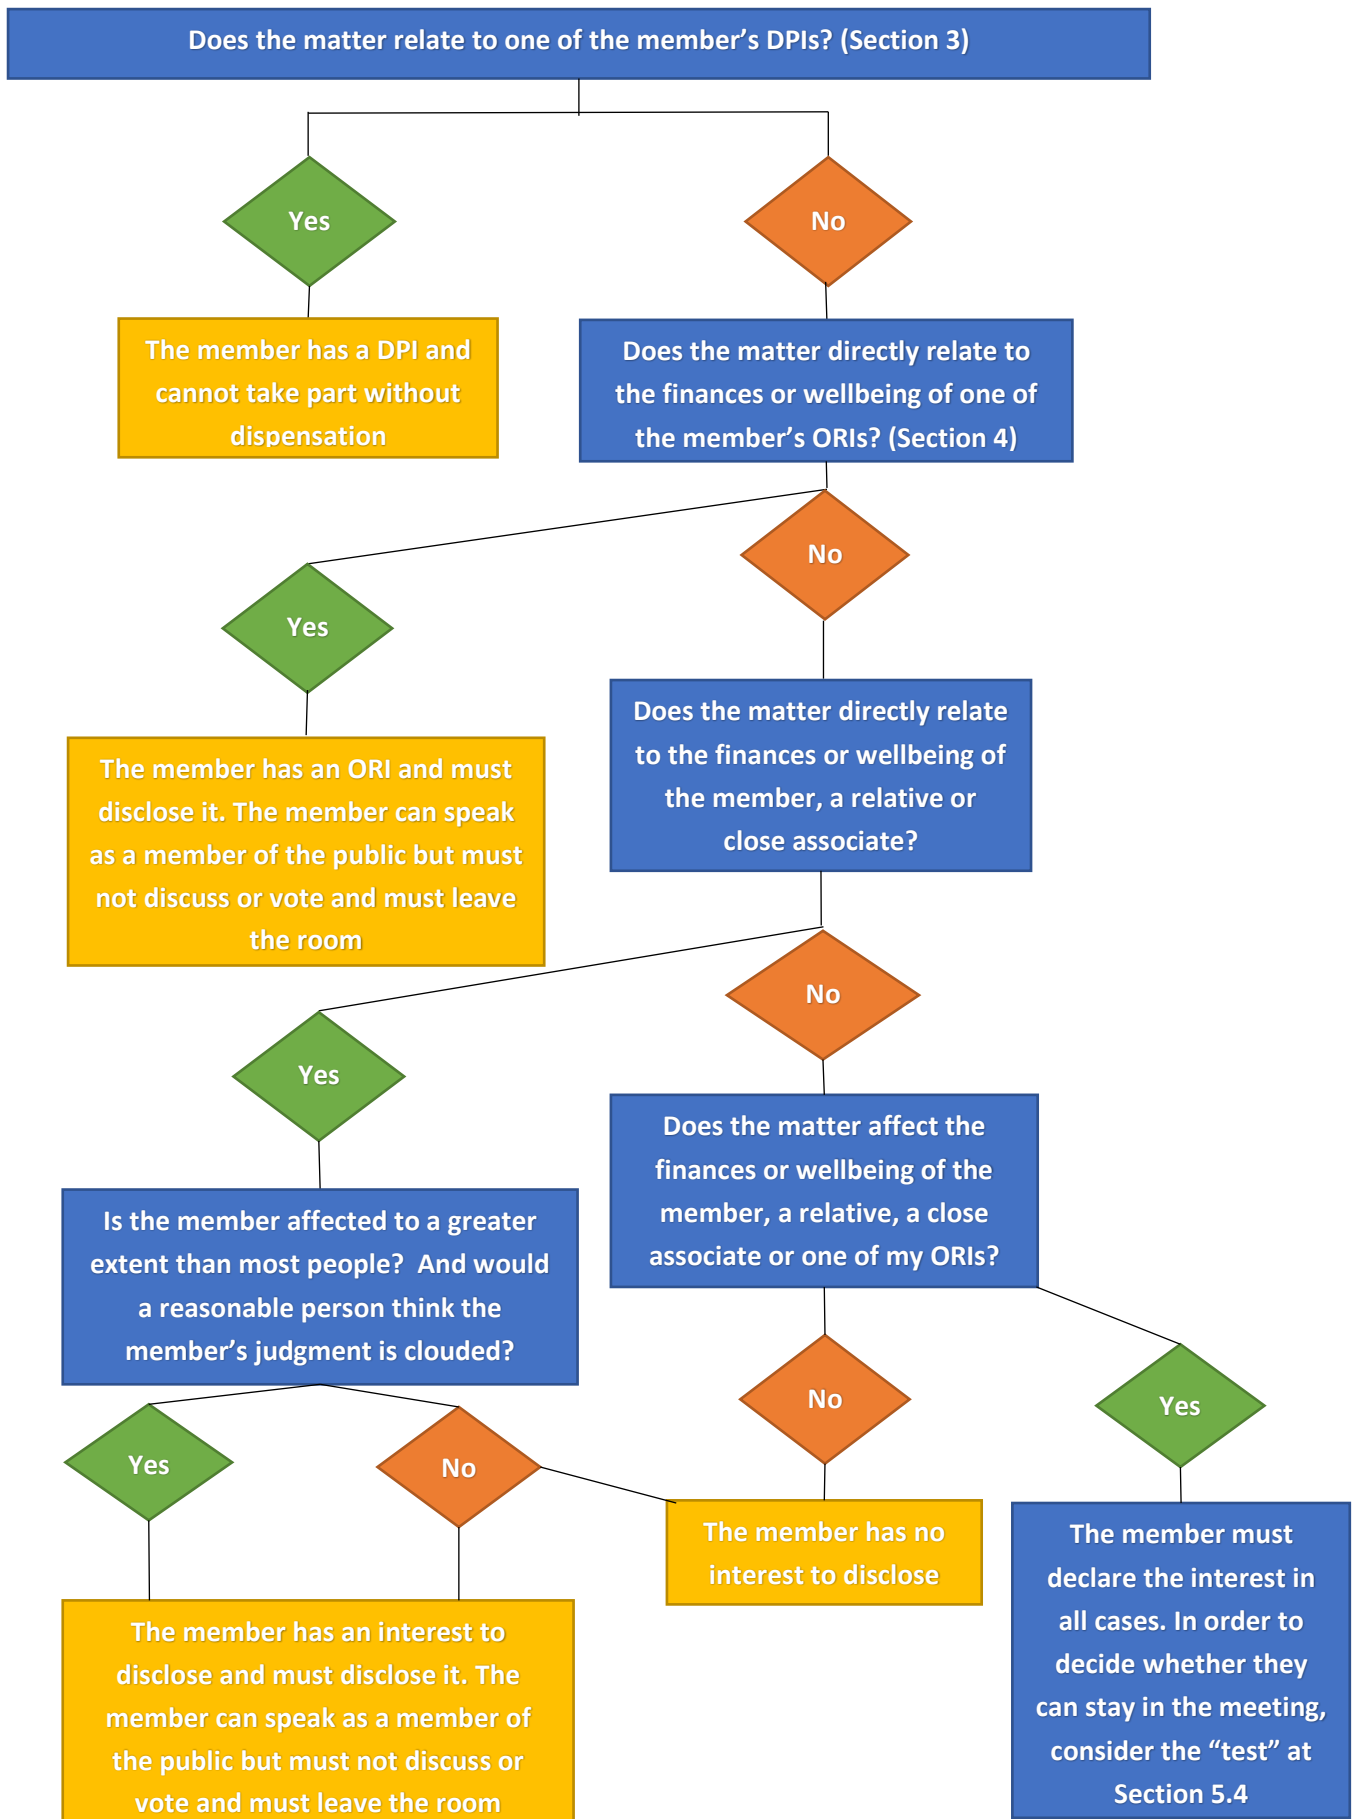 Does the matter relate to one of the member’s DPIs? (Section 3)
Yes
No
The member has a DPI and
cannot take part without
dispensation
Does the matter directly relate to
the finances or wellbeing of one of
the member’s ORIs? (Section 4)
No
Yes
Does the matter directly relate
to the finances or wellbeing of
the member, a relative or
close associate?
The member has an ORI and must
disclose it. The member can speak
as a member of the public but must
not discuss or vote and must leave
the room
No
Yes
Does the matter affect the
finances or wellbeing of the
member, a relative, a close
associate or one of my ORIs?
Is the member affected to a greater
extent than most people?  And would
a reasonable person think the
member’s judgment is clouded?
No
Yes
Yes
No
The member has no
interest to disclose
The member must
declare the interest in
all cases. In order to
decide whether they
can stay in the meeting,
consider the “test” at
Section 5.4
The member has an interest to
disclose and must disclose it. The
member can speak as a member of
the public but must not discuss or
vote and must leave the room